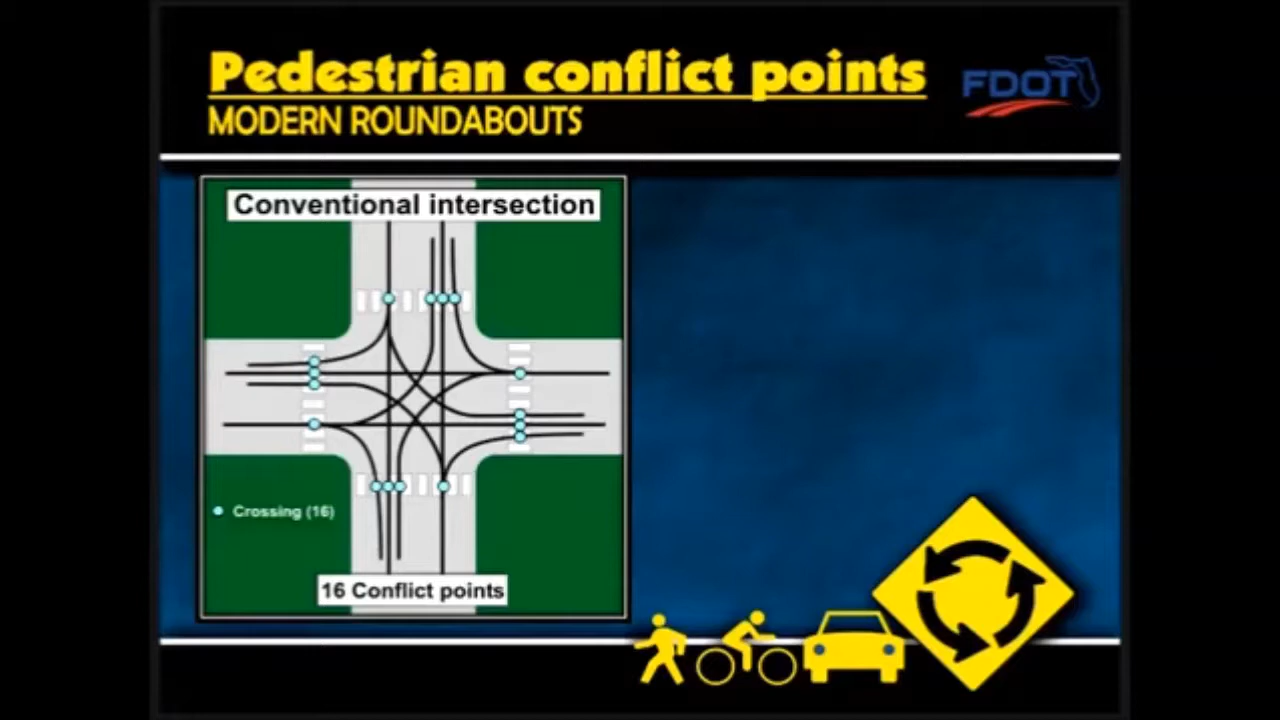 Pedestrian conflict points
FDOT
MODERN ROUNDABOUTS
Conventional intersection
Crossing (16)
16 Conflict points